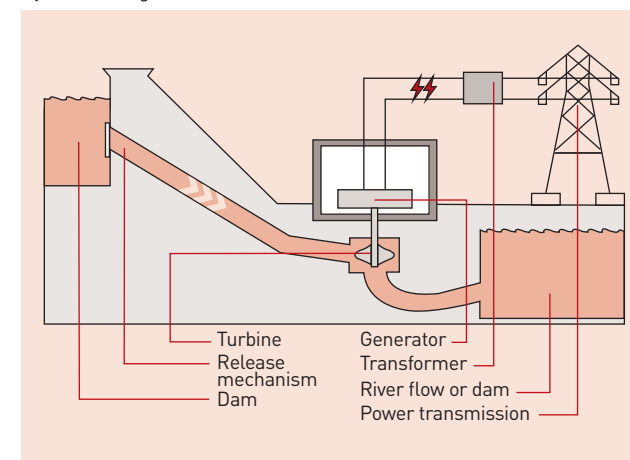 Turbine
Release
mechanism
Dam
Generator
Transformer
River flow or dam
Power transmission